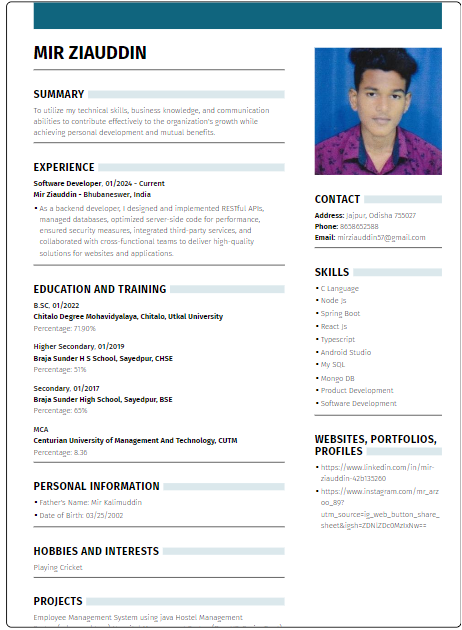 MIR ZIAUDDIN
SUMMARY
To utilize my technical skills, business knowledge, and communication
abilities to contribute effectively to the organization's growth while
achieving personal development and mutual benefits.
EXPERIENCE
Software Developer, 01/2024 - Current
Mir Ziauddin - Bhubaneswer, India
• As a backend developer, I designed and implemented RESTful APIs,
managed databases, optimized server-side code for performance,
ensured security measures, integrated third-party services, and
collaborated with cross-functional teams to deliver high-quality
solutions for websites and applications.
EDUCATION AND TRAINING
B.SC, 01/2022
Chitalo Degree Mohavidyalaya, Chitalo, Utkal University
Percentage: 71.90%
Higher Secondary, 01/2019
Braja Sunder H S School, Sayedpur, CHSE
Percentage: 51%
Secondary, 01/2017
Braja Sunder High School, Sayedpur, BSE
Percentage: 65%
MCA
Centurian University of Management And Technology, CUTM
Percentage: 8.36
PERSONAL INFORMATION
• Father's Name: Mir Kalimuddin
• Date of Birth: 03/25/2002
HOBBIES AND INTERESTS
Playing Cricket
PROJECTS
Employee Management System using java Hostel Management
CONTACT
Address: Jajpur, Odisha 755027
Phone: 8658652588
Email: mirziauddin57@gmail.com
SKILLS
• C Language
• Node Js
• Spring Boot
• React Js
• Typescript
• Android Studio
• My SQL
• Mongo DB
• Product Development
• Software Development
WEBSITES, PORTFOLIOS,
PROFILES
• https://www.linkedin.com/in/mir-
ziauddin-42b135260
• https://www.instagram.com/mr_arz
oo_89?
utm_source=ig_web_button_share_
sheet&igsh=ZDNlZDc0MzIxNw==